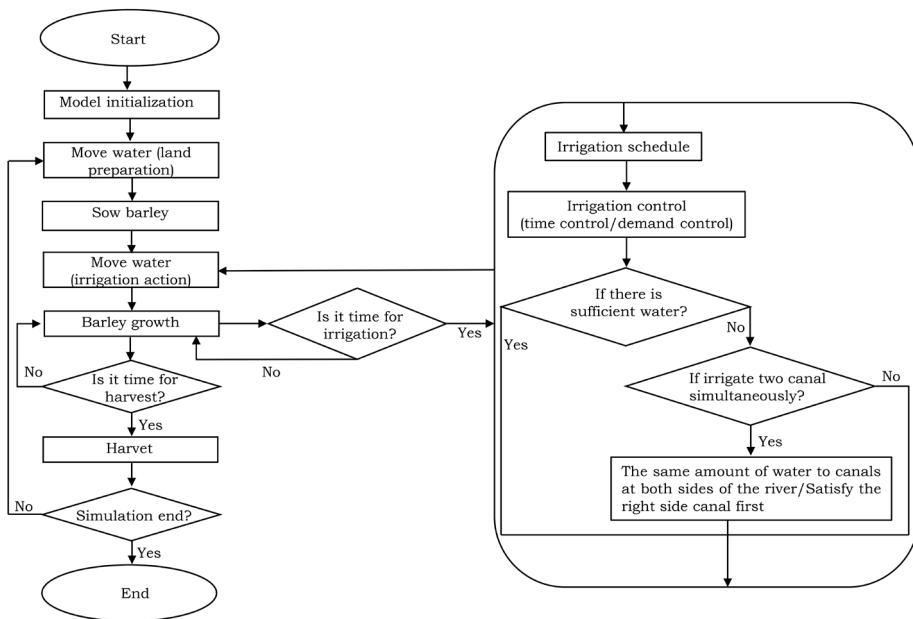 Start
Model initialization
Move water (land
preparation)
Sow barley
Move water
(irrigation action)
Barley growth
Is it time for
irrigation?
Yes
No
No
Is it time for
harvest?
Yes
Harvet
No
Simulation end?
Yes
End
Irrigation schedule
Irrigation control
(time control/demand control)
If there is
sufficient water?
Yes
No
If irrigate two canal
simultaneously?
No
Yes
The same amount of water to canals
at both sides of the river/Satisfy the
right side canal first